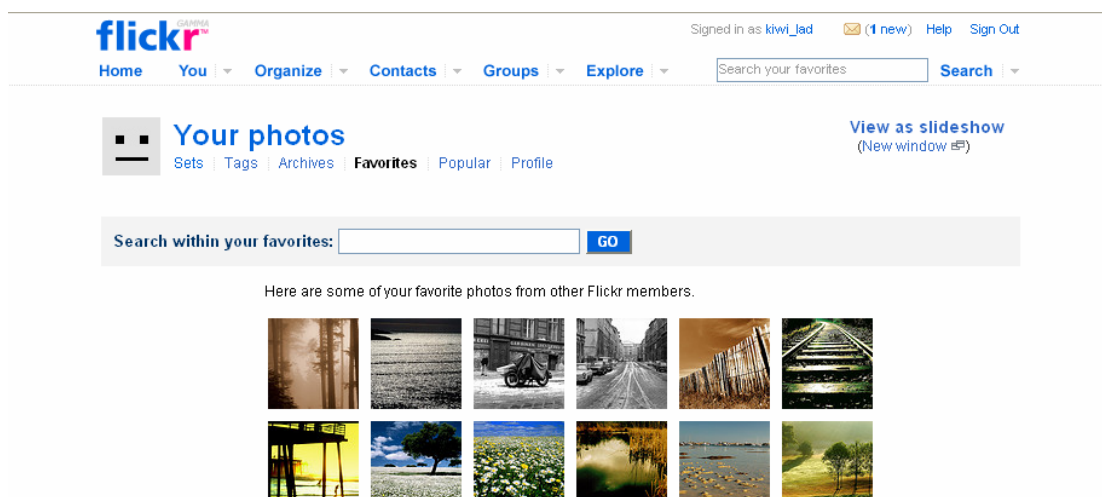 flickr GAMMA ™
Signed in as kiwi_lad (1 new) Help Sign Out
Home You Organize Contacts Groups Explore Search your favorites Search
Your photos
Sets Tags Archives Favorites Popular Profile
View as slideshow
(New window)
Search within your favorites: GO
Here are some of your favorite photos from other Flickr members.